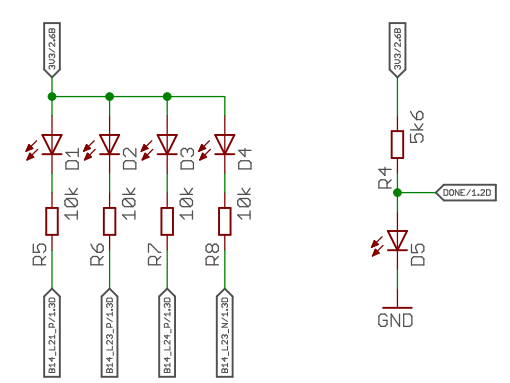 3V3/2.6B
3V3/2.6B
D1
D2
D3
D4
5k6
R4
DONE/1.2D
10k
10k
10k
10k
R5
R6
R7
R8
D5
GND
B14_L21_P/1.3D
B14_L23_P/1.3D
B14_L24_P/1.3D
B14_L23_N/1.3D